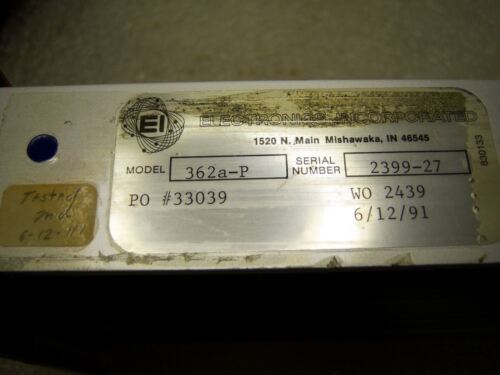 EI
ELECTRONICS, INCORPORATED
1520 N. Main Mishawaka, IN 46545
MODEL 362a-P SERIAL NUMBER 2399-27
PO #33039 WO 2439
6/12/91
830133
Tested
6-12-91